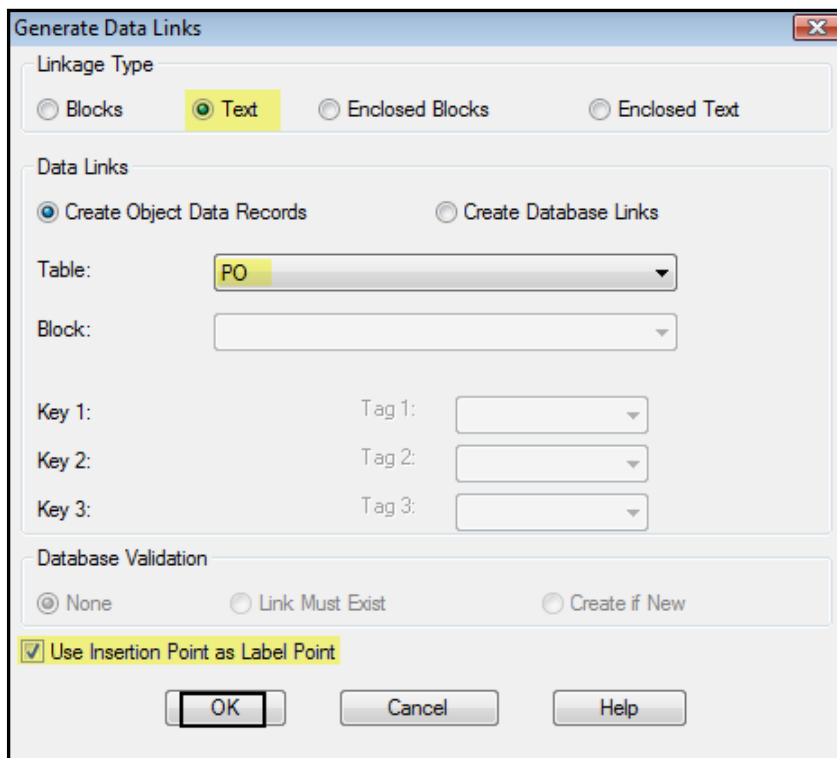 Generate Data Links
Linkage Type
Blocks Text Enclosed Blocks Enclosed Text
Data Links
Create Object Data Records Create Database Links
Table: PO
Block:
Key 1: Tag 1:
Key 2: Tag 2:
Key 3: Tag 3:
Database Validation
None Link Must Exist Create if New
Use Insertion Point as Label Point
OK Cancel Help